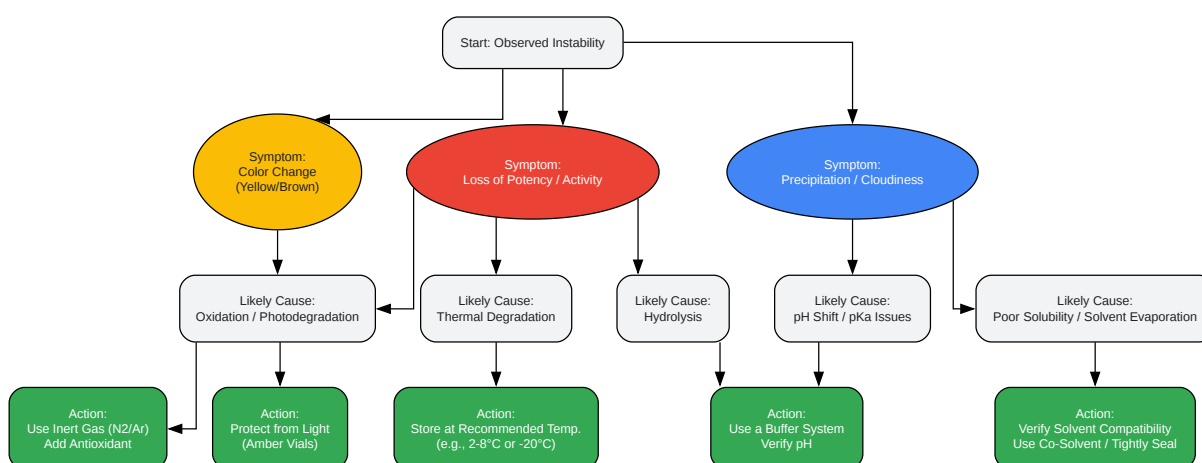 Start: Observed Instability
Symptom:
Color Change
(Yellow/Brown)
Symptom:
Loss of Potency / Activity
Symptom:
Precipitation / Cloudiness
Likely Cause:
Oxidation / Photodegradation
Likely Cause:
Thermal Degradation
Likely Cause:
Hydrolysis
Likely Cause:
pH Shift / pKa Issues
Likely Cause:
Poor Solubility / Solvent Evaporation
Action:
Use Inert Gas (N2/Ar)
Add Antioxidant
Action:
Protect from Light
(Amber Vials)
Action:
Store at Recommended Temp.
(e.g., 2-8°C or -20°C)
Action:
Use a Buffer System
Verify pH
Action:
Verify Solvent Compatibility
Use Co-Solvent / Tightly Seal